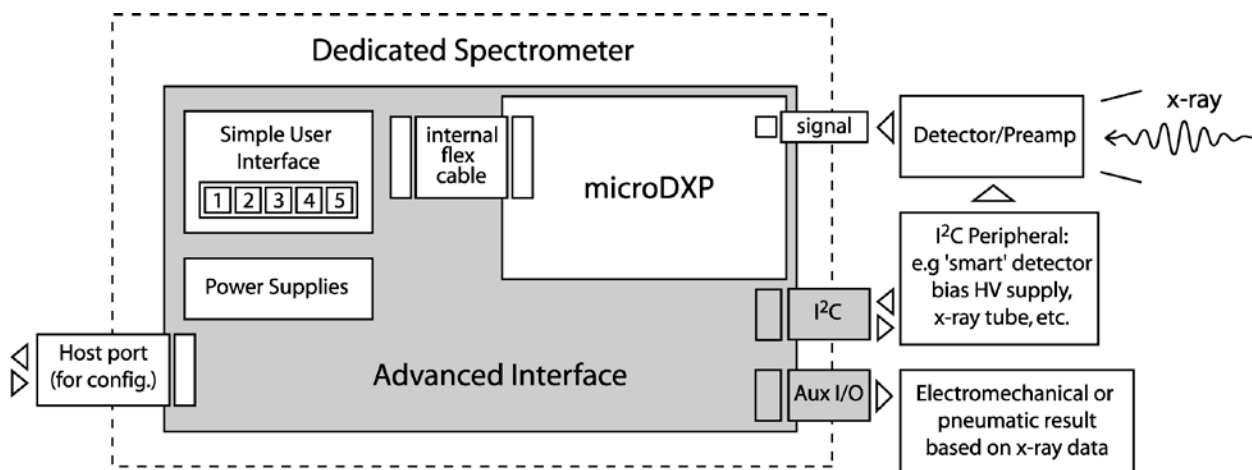 Dedicated Spectrometer
Simple User
Interface
1 2 3 4 5
internal
flex
cable
microDXP
signal
Detector/Preamp
x-ray
Power Supplies
I²C
I²C Peripheral:
e.g 'smart' detector
bias HV supply,
x-ray tube, etc.
Host port
(for config.)
Advanced Interface
Aux I/O
Electromechanical or
pneumatic result
based on x-ray data